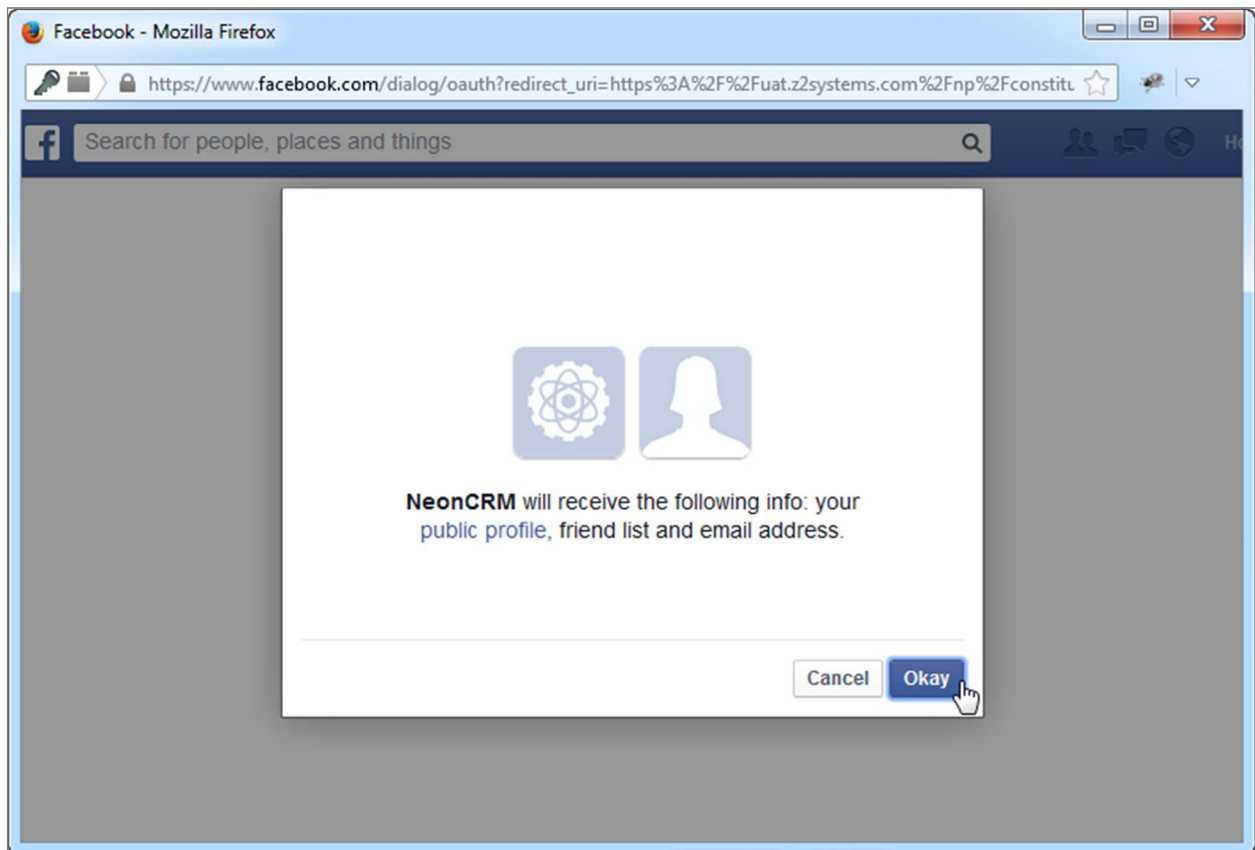 Facebook - Mozilla Firefox
https://www.facebook.com/dialog/oauth?redirect_uri=https%3A%2F%2Fuat.z2systems.com%2Fnp%2Fconstitu
Search for people, places and things
NeonCRM will receive the following info: your
public profile, friend list and email address.
Cancel Okay